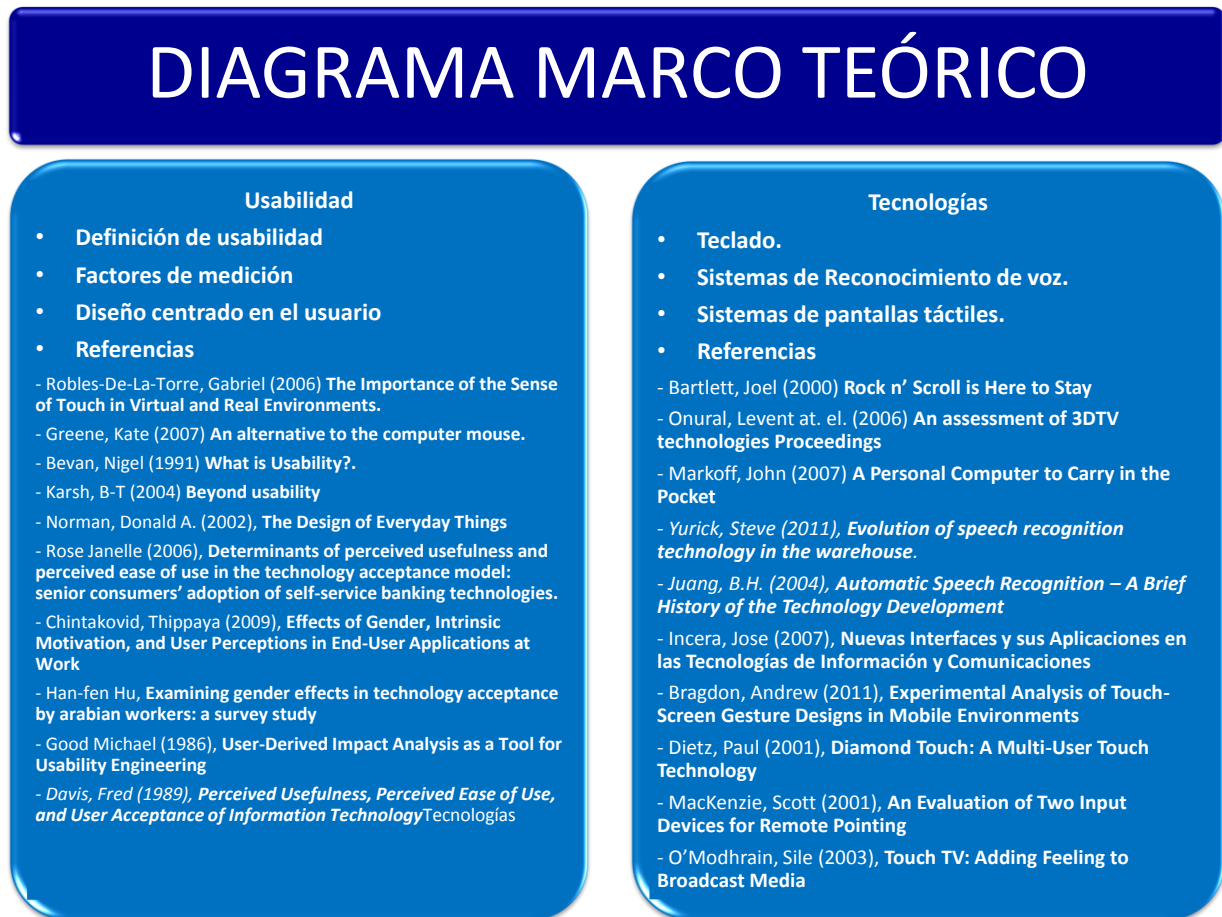 DIAGRAMA MARCO TEÓRICO
Usabilidad
• Definición de usabilidad
• Factores de medición
• Diseño centrado en el usuario
• Referencias
- Robles-De-La-Torre, Gabriel (2006) The Importance of the Sense
of Touch in Virtual and Real Environments.
- Greene, Kate (2007) An alternative to the computer mouse.
- Bevan, Nigel (1991) What is Usability?.
- Karsh, B-T (2004) Beyond usability
- Norman, Donald A. (2002), The Design of Everyday Things
- Rose Janelle (2006), Determinants of perceived usefulness and
perceived ease of use in the technology acceptance model:
senior consumers’ adoption of self-service banking technologies.
- Chintakovid, Thippaya (2009), Effects of Gender, Intrinsic
Motivation, and User Perceptions in End-User Applications at
Work
- Han-fen Hu, Examining gender effects in technology acceptance
by arabian workers: a survey study
- Good Michael (1986), User-Derived Impact Analysis as a Tool for
Usability Engineering
- Davis, Fred (1989), Perceived Usefulness, Perceived Ease of Use,
and User Acceptance of Information TechnologyTecnologías
Tecnologías
• Teclado.
• Sistemas de Reconocimiento de voz.
• Sistemas de pantallas táctiles.
• Referencias
- Bartlett, Joel (2000) Rock n’ Scroll is Here to Stay
- Onural, Levent at. el. (2006) An assessment of 3DTV
technologies Proceedings
- Markoff, John (2007) A Personal Computer to Carry in the
Pocket
- Yurick, Steve (2011), Evolution of speech recognition
technology in the warehouse.
- Juang, B.H. (2004), Automatic Speech Recognition – A Brief
History of the Technology Development
- Incera, Jose (2007), Nuevas Interfaces y sus Aplicaciones en
las Tecnologías de Información y Comunicaciones
- Bragdon, Andrew (2011), Experimental Analysis of Touch-
Screen Gesture Designs in Mobile Environments
- Dietz, Paul (2001), Diamond Touch: A Multi-User Touch
Technology
- MacKenzie, Scott (2001), An Evaluation of Two Input
Devices for Remote Pointing
- O’Modhrain, Sile (2003), Touch TV: Adding Feeling to
Broadcast Media